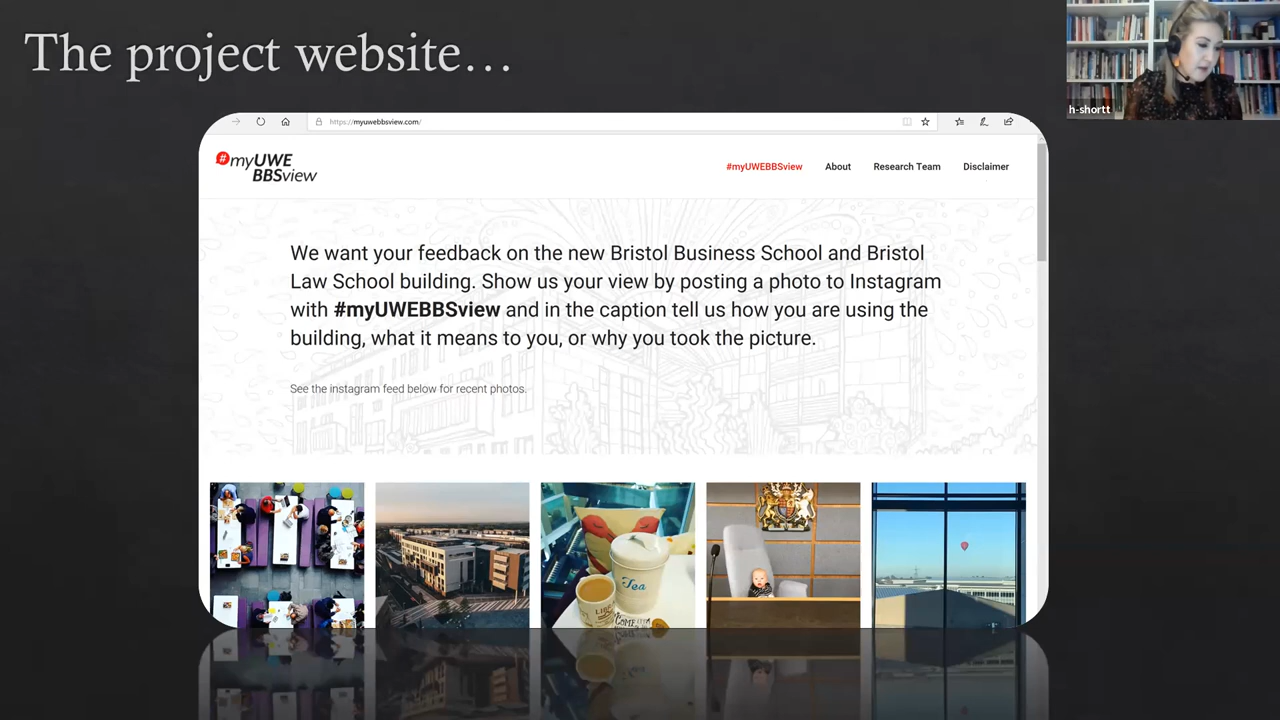 The project website…
h-shortt
https://myuwebbsview.com/
#myUWE
BBSview
#myUWEBBSview
About
Research Team
Disclaimer
We want your feedback on the new Bristol Business School and Bristol
Law School building. Show us your view by posting a photo to Instagram
with #myUWEBBSview and in the caption tell us how you are using the
building, what it means to you, or why you took the picture.
See the instagram feed below for recent photos.
Tea